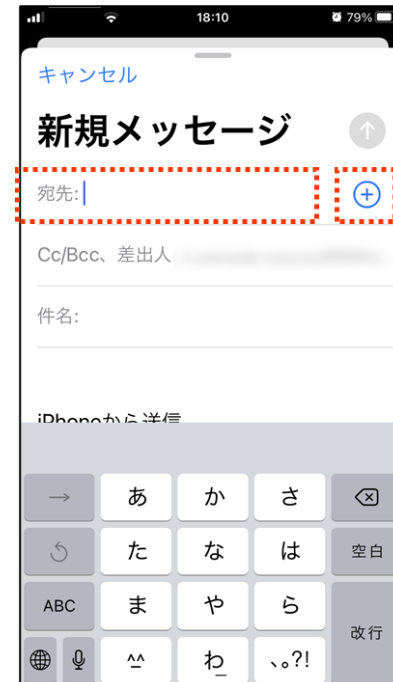 18:10 79%
キャンセル
新規メッセージ
宛先:
Cc/Bcc、差出人
件名:
iPhoneから送信
→ あ か さ
た な は 空白
ABC ま や ら
改行
^^ わ_ 、。?!